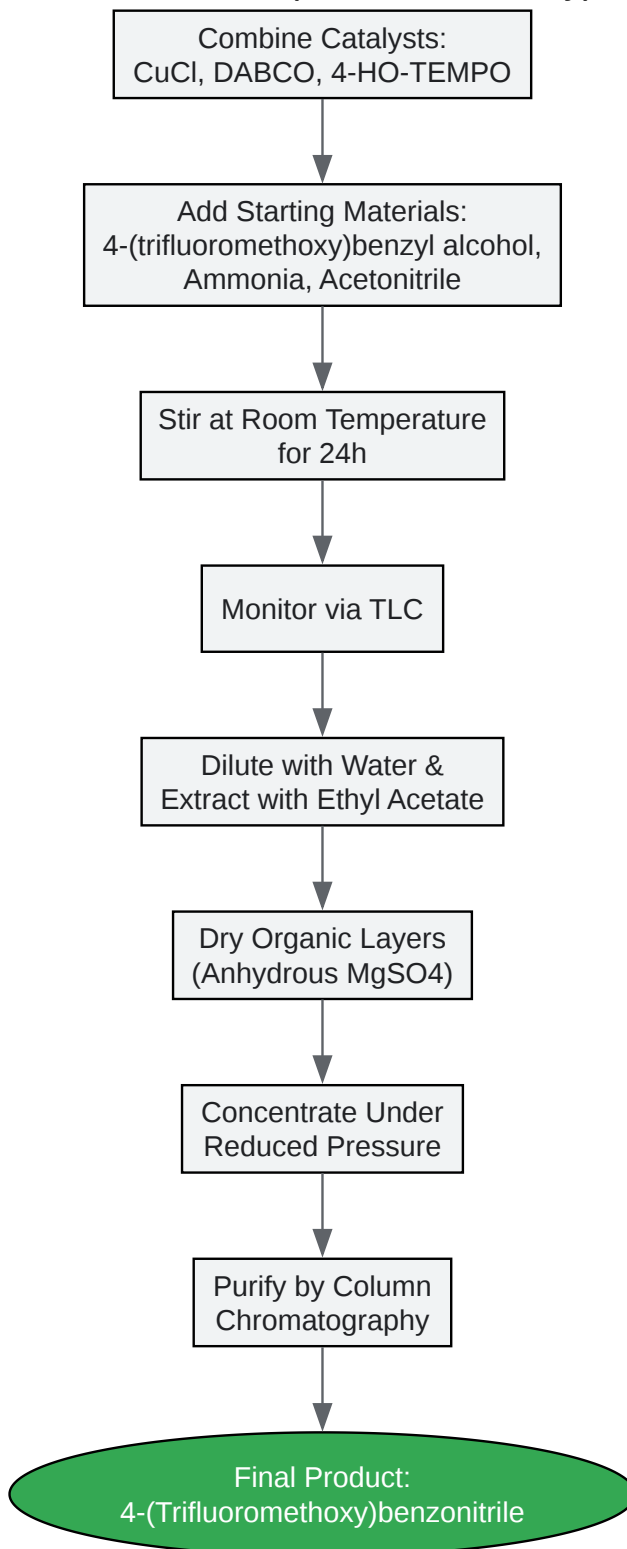 Combine Catalysts:
CuCl, DABCO, 4-HO-TEMPO
Add Starting Materials:
4-(trifluoromethoxy)benzyl alcohol,
Ammonia, Acetonitrile
Stir at Room Temperature
for 24h
Monitor via TLC
Dilute with Water &
Extract with Ethyl Acetate
Dry Organic Layers
(Anhydrous MgSO4)
Concentrate Under
Reduced Pressure
Purify by Column
Chromatography
Final Product:
4-(Trifluoromethoxy)benzonitrile